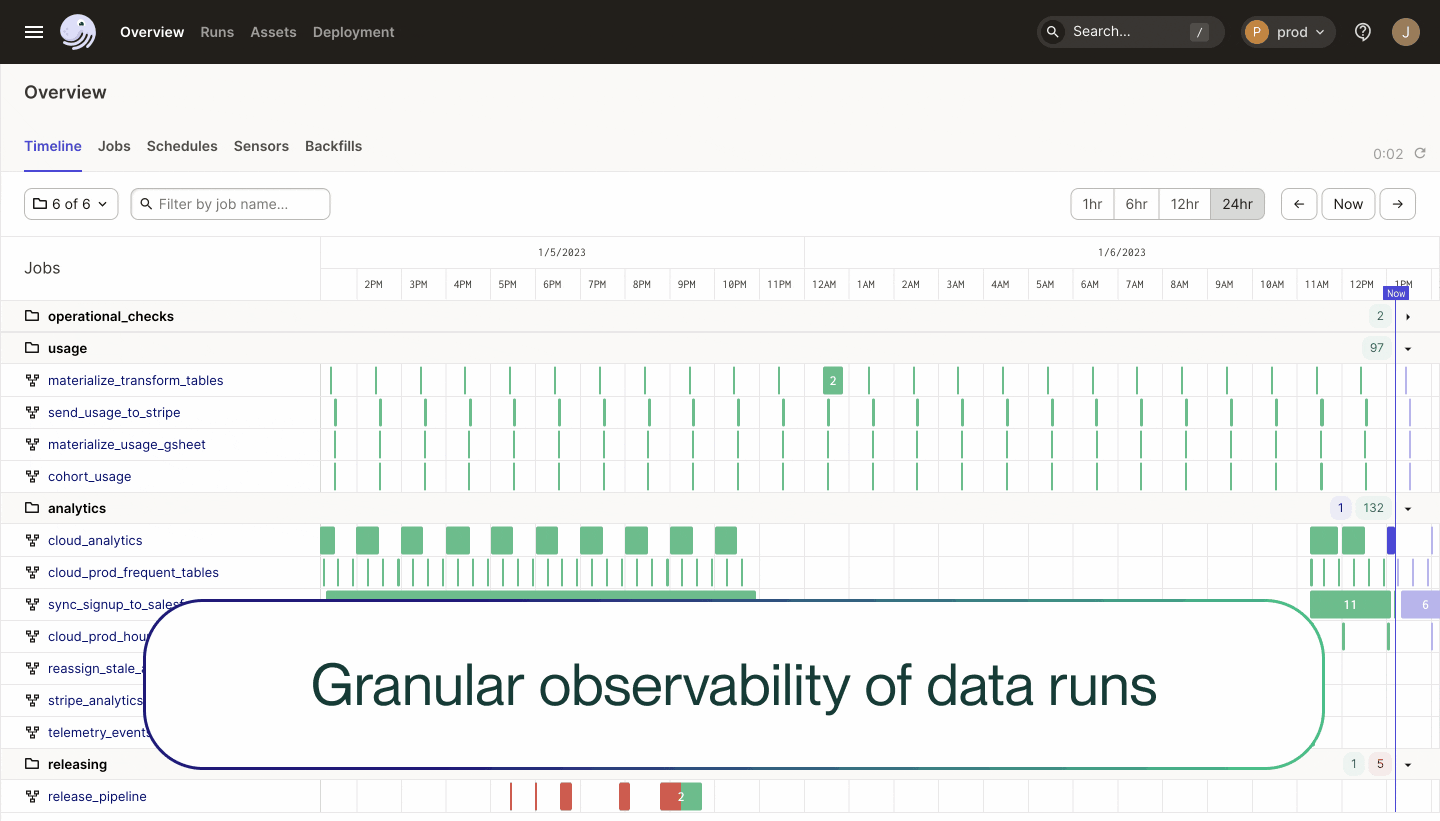 Overview Runs Assets Deployment Search... / P prod J
Overview
Timeline Jobs Schedules Sensors Backfills
0:02
6 of 6 Filter by job name... 1hr 6hr 12hr 24hr Now
1/5/2023 1/6/2023
Jobs
2PM 3PM 4PM 5PM 6PM 7PM 8PM 9PM 10PM 11PM 12AM 1AM 2AM 3AM 4AM 5AM 6AM 7AM 8AM 9AM 10AM 11AM 12PM 1PM
Now
operational_checks 2
usage 97
materialize_transform_tables 2
send_usage_to_stripe
materialize_usage_gsheet
cohort_usage
analytics 1 132
cloud_analytics
cloud_prod_frequent_tables
sync_signup_to_salesf 11 6
cloud_prod_hou
reassign_stale_
stripe_analytics
telemetry_events
Granular observability of data runs
releasing 1 5
release_pipeline 2